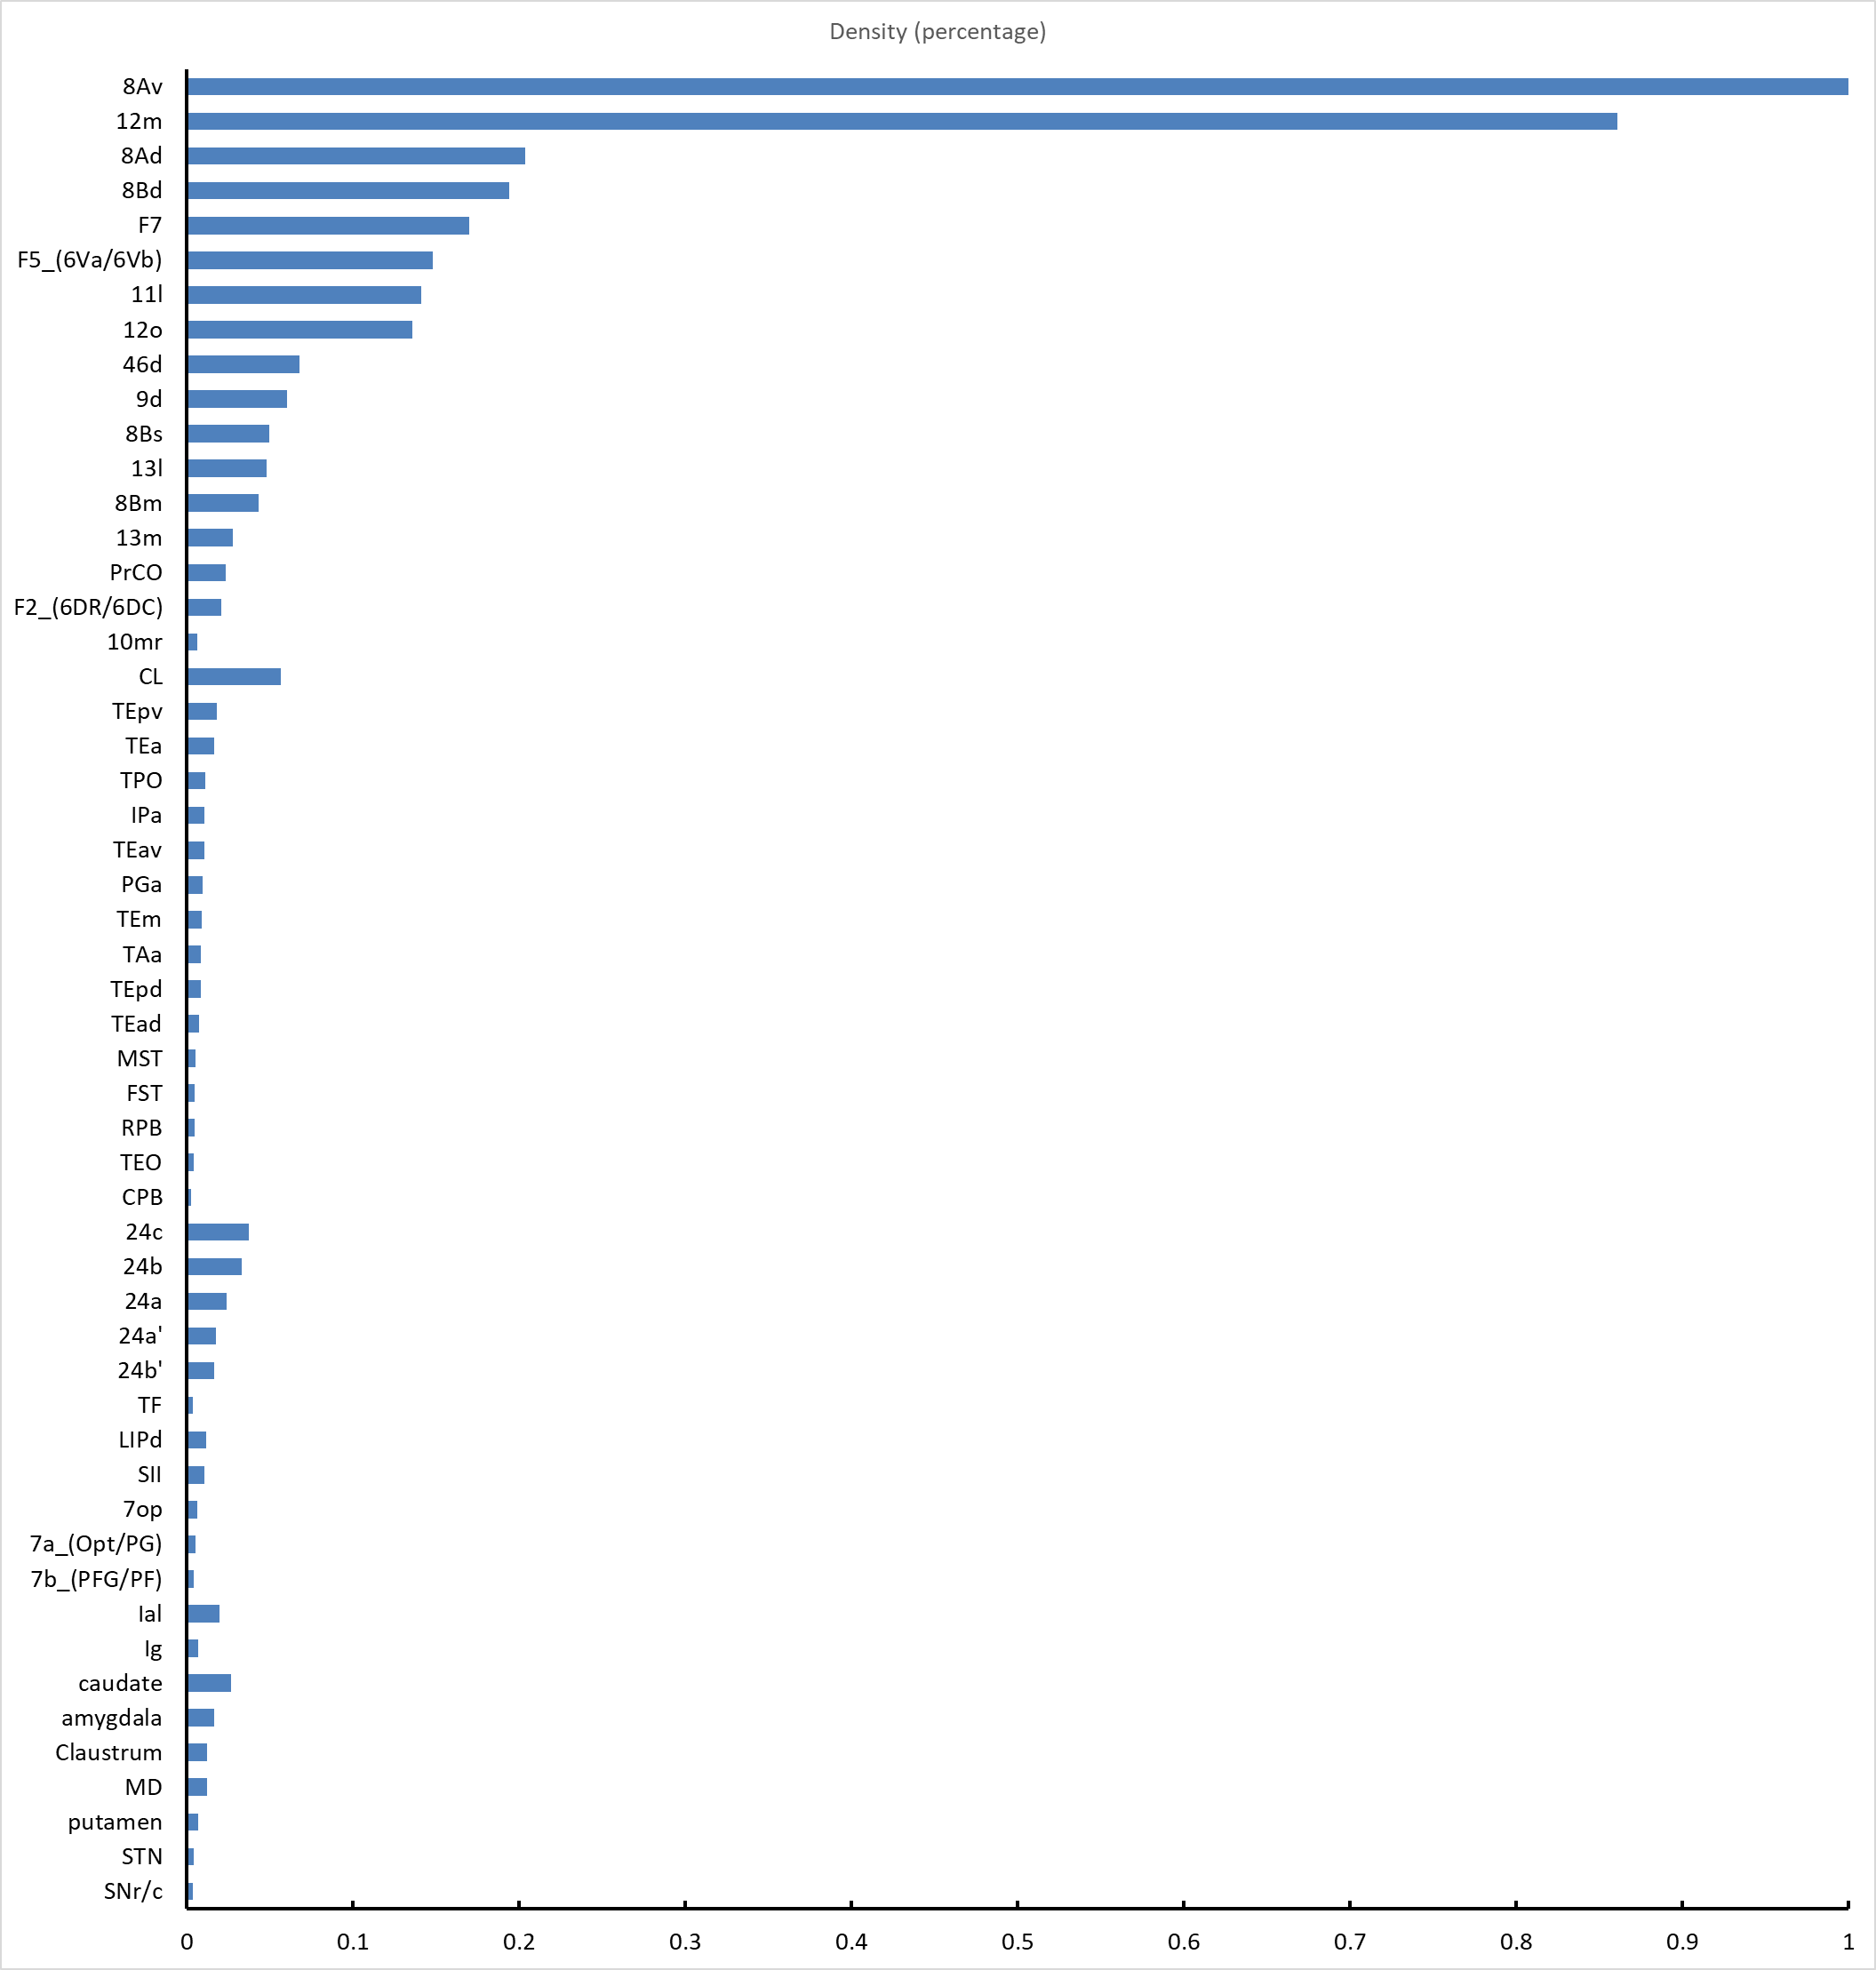 Density (percentage)
8Av
12m
8Ad
8Bd
F7
F5_(6Va/6Vb)
11l
12o
46d
9d
8Bs
13l
8Bm
13m
PrCO
F2_(6DR/6DC)
10mr
CL
TEpv
TEa
TPO
IPa
TEav
PGa
TEm
TAa
TEpd
TEad
MST
FST
RPB
TEO
CPB
24c
24b
24a
24a'
24b'
TF
LIPd
SII
7op
7a_(Opt/PG)
7b_(PFG/PF)
Ial
Ig
caudate
amygdala
Claustrum
MD
putamen
STN
SNr/c
0 0.1 0.2 0.3 0.4 0.5 0.6 0.7 0.8 0.9 1